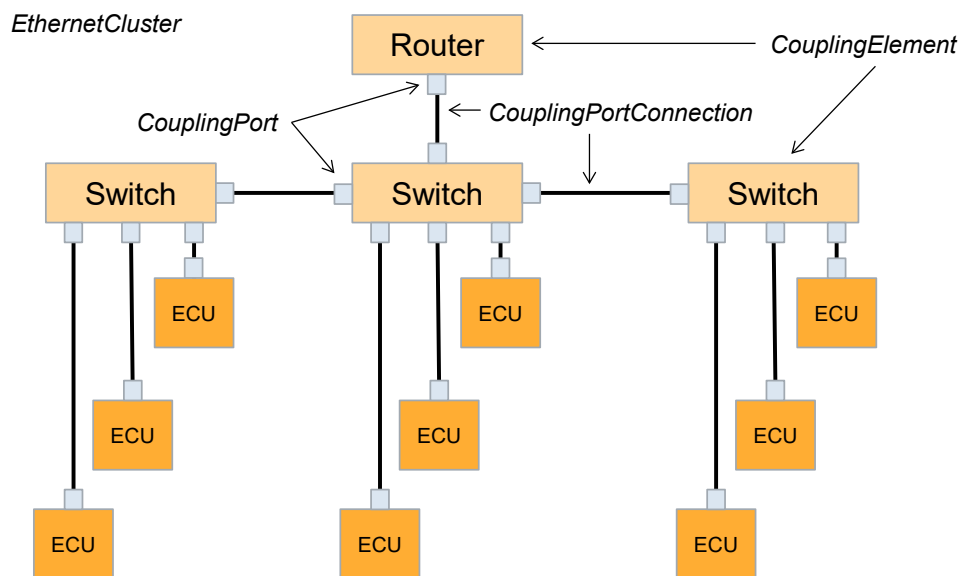 EthernetCluster
Router
CouplingElement
CouplingPort
CouplingPortConnection
Switch
Switch
Switch
ECU
ECU
ECU
ECU
ECU
ECU
ECU
ECU
ECU